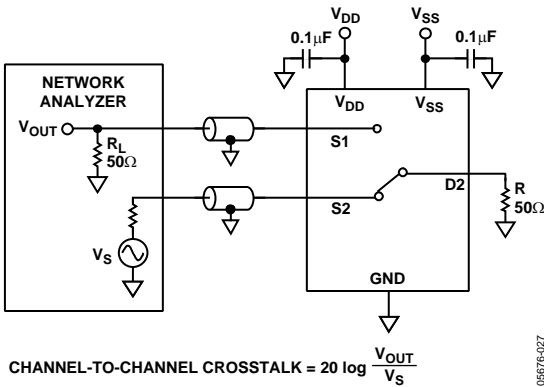 VDD
VSS
0.1μF
0.1μF
NETWORK
ANALYZER
VOUT
RL
50Ω
VDD
VSS
S1
S2
D2
R
50Ω
VS
GND
CHANNEL-TO-CHANNEL CROSSTALK = 20 log VOUT/VS
05676-027